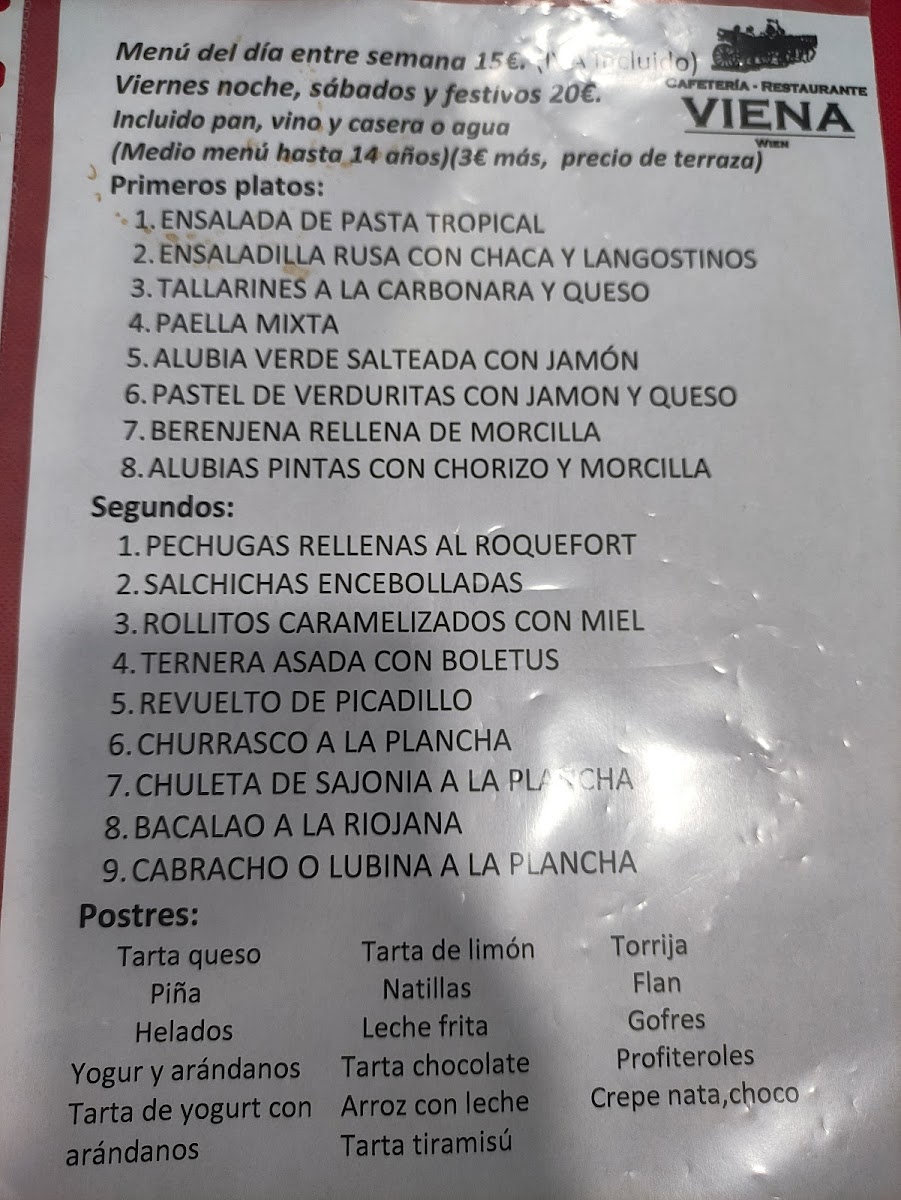 Menú del día entre semana 15€. incluido)
Viernes noche, sábados y festivos 20€.
Incluido pan, vino y casera o agua
(Medio menú hasta 14 años)(3€ más, precio de terraza)
CAFETERÍA - RESTAURANTE
VIENA
WIEN
Primeros platos:
1. ENSALADA DE PASTA TROPICAL
2. ENSALADILLA RUSA CON CHACA Y LANGOSTINOS
3. TALLARINES A LA CARBONARA Y QUESO
4. PAELLA MIXTA
5. ALUBIA VERDE SALTEADA CON JAMÓN
6. PASTEL DE VERDURITAS CON JAMON Y QUESO
7. BERENJENA RELLENA DE MORCILLA
8. ALUBIAS PINTAS CON CHORIZO Y MORCILLA
Segundos:
1. PECHUGAS RELLENAS AL ROQUEFORT
2. SALCHICHAS ENCEBOLLADAS
3. ROLLITOS CARAMELIZADOS CON MIEL
4. TERNERA ASADA CON BOLETUS
5. REVUELTO DE PICADILLO
6. CHURRASCO A LA PLANCHA
7. CHULETA DE SAJONIA A LA PLANCHA
8. BACALAO A LA RIOJANA
9. CABRACHO O LUBINA A LA PLANCHA
Postres:
Tarta queso
Piña
Helados
Yogur y arándanos
Tarta de yogurt con
arándanos
Tarta de limón
Natillas
Leche frita
Tarta chocolate
Arroz con leche
Tarta tiramisú
Torrija
Flan
Gofres
Profiteroles
Crepe nata,choco